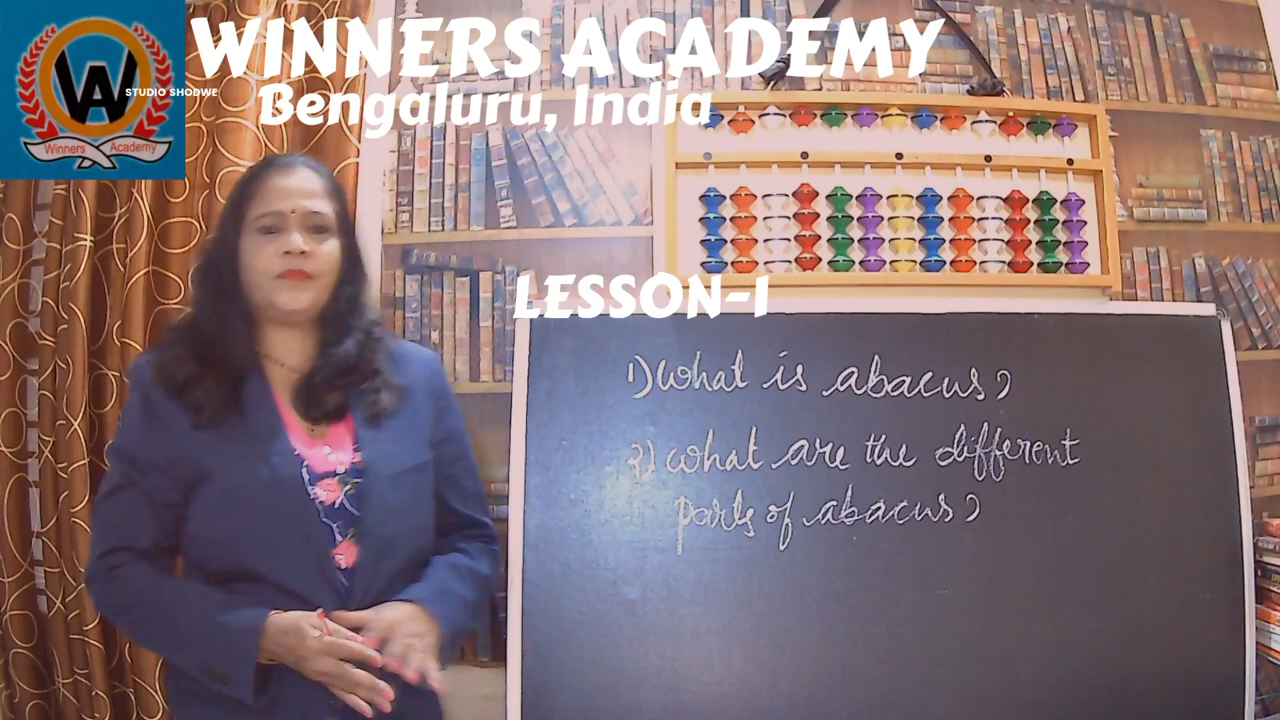 WINNERS ACADEMY
STUDIO SHODWE
Bengaluru, India
Winners Academy
LESSON-1
1) What is abacus?
2) What are the different
parts of abacus?